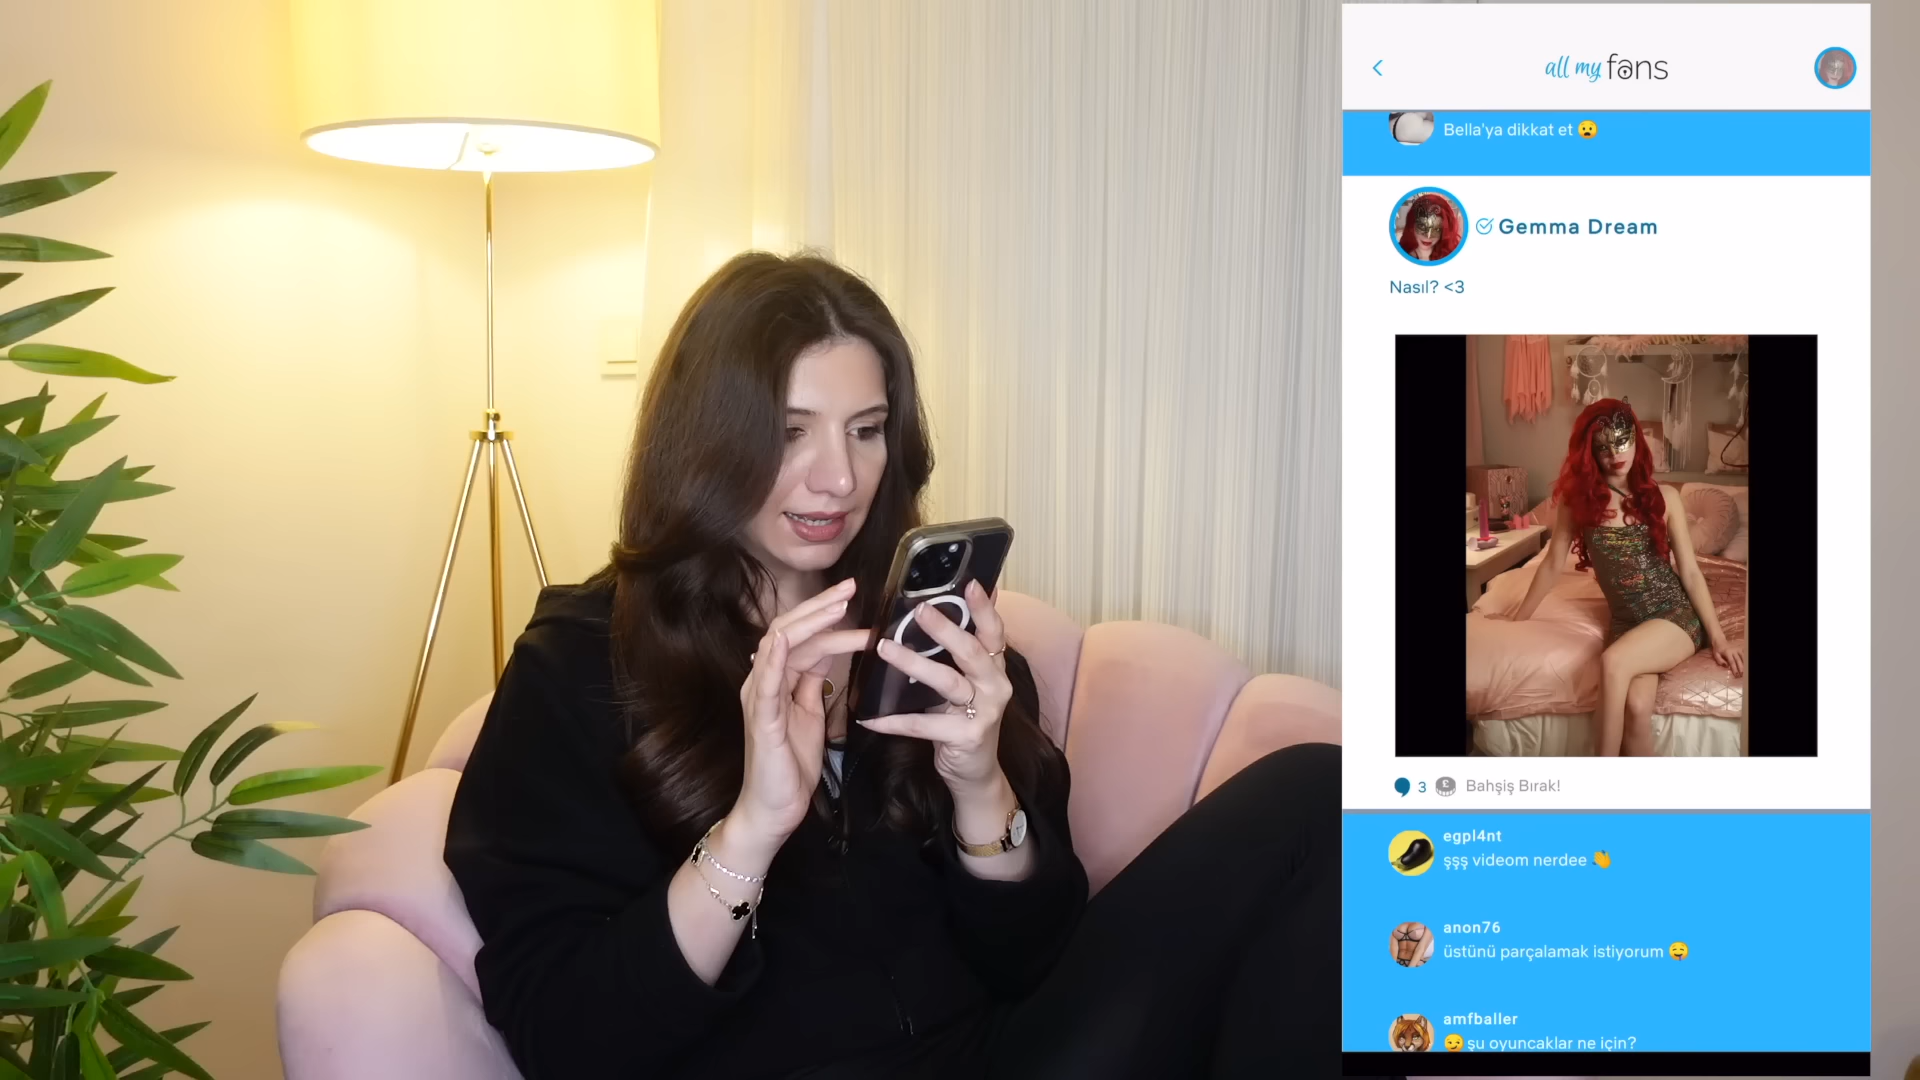 all my fans
Bella'ya dikkat et 😧
Gemma Dream
Nasıl? <3
3 Bahşiş Bırak!
egpl4nt
şşş videom nerdee 👏
anon76
üstünü parçalamak istiyorum 🤤
amfballer
😏 şu oyuncaklar ne için?